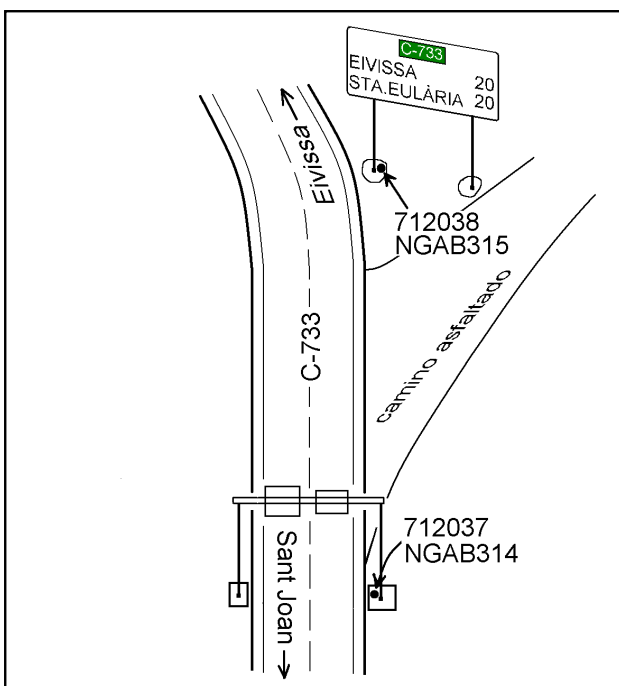 C-733
EIVISSA 20
STA.EULÀRIA 20
Eivissa
712038
NGAB315
camino asfaltado
C-733
712037
NGAB314
Sant Joan